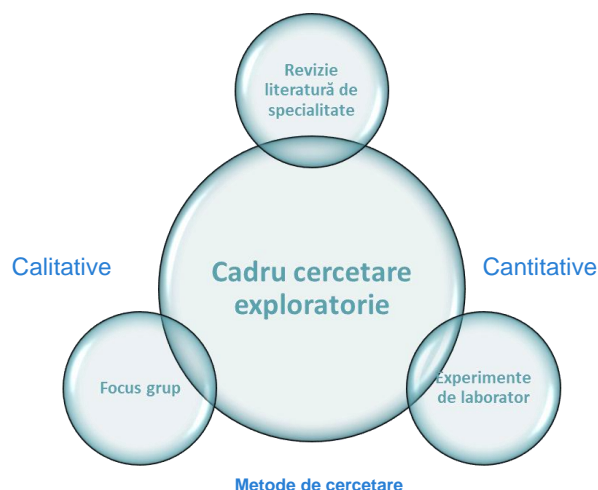 Revizie
literatură de
specialitate
Calitative
Cantitative
Cadru cercetare
exploratorie
Focus grup
Experimente
de laborator
Metode de cercetare